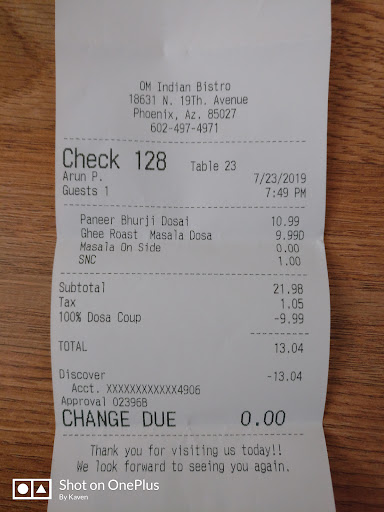 OM Indian Bistro
18631 N. 19Th. Avenue
Phoenix, Az. 85027
602-497-4971
Check 128 Table 23
Arun P. 7/23/2019
Guests 1 7:49 PM
Paneer Bhurji Dosai 10.99
Ghee Roast Masala Dosa 9.99D
Masala On Side 0.00
SNC 1.00
Subtotal 21.98
Tax 1.05
100% Dosa Coup -9.99
TOTAL 13.04
Discover -13.04
Acct. XXXXXXXXXXXX4906
Approval 02396B
CHANGE DUE 0.00
Thank you for visiting us today!!
We look forward to seeing you again.
Shot on OnePlus
By Kaven